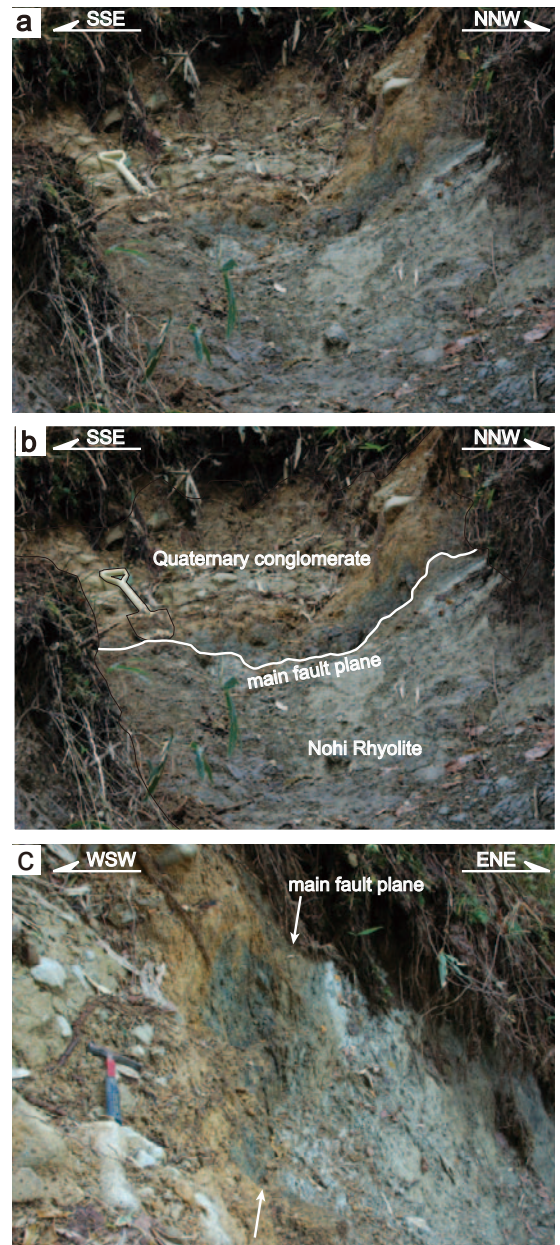 a
SSE
NNW
b
SSE
NNW
Quaternary conglomerate
main fault plane
Nohi Rhyolite
c
WSW
ENE
main fault plane